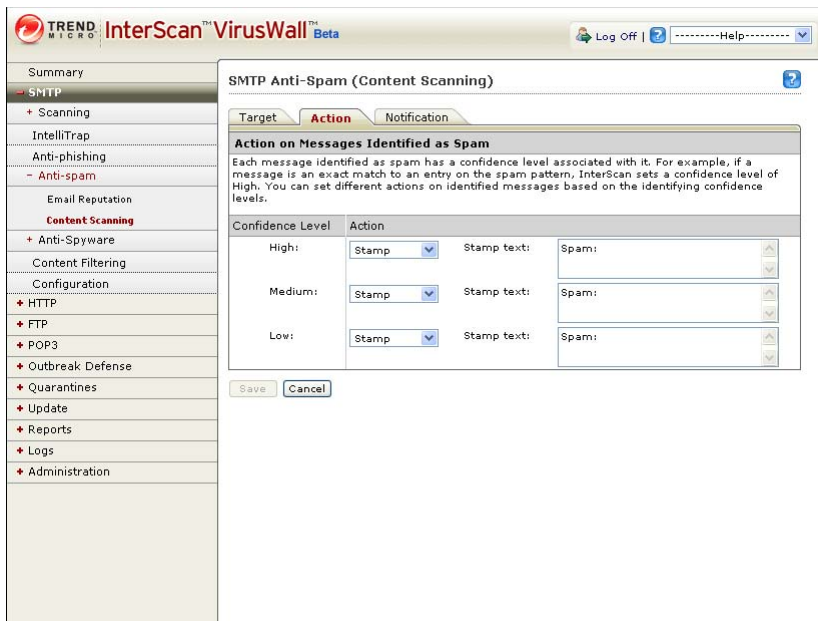 TREND MICRO InterScan™ VirusWall™ Beta
Log Off | ? ---------Help---------
Summary
− SMTP
+ Scanning
IntelliTrap
Anti-phishing
− Anti-spam
Email Reputation
Content Scanning
+ Anti-Spyware
Content Filtering
Configuration
+ HTTP
+ FTP
+ POP3
+ Outbreak Defense
+ Quarantines
+ Update
+ Reports
+ Logs
+ Administration
SMTP Anti-Spam (Content Scanning) ?
Target Action Notification
Action on Messages Identified as Spam
Each message identified as spam has a confidence level associated with it. For example, if a
message is an exact match to an entry on the spam pattern, InterScan sets a confidence level of
High. You can set different actions on identified messages based on the identifying confidence
levels.
Confidence Level Action
High: Stamp Stamp text: Spam:
Medium: Stamp Stamp text: Spam:
Low: Stamp Stamp text: Spam:
Save Cancel